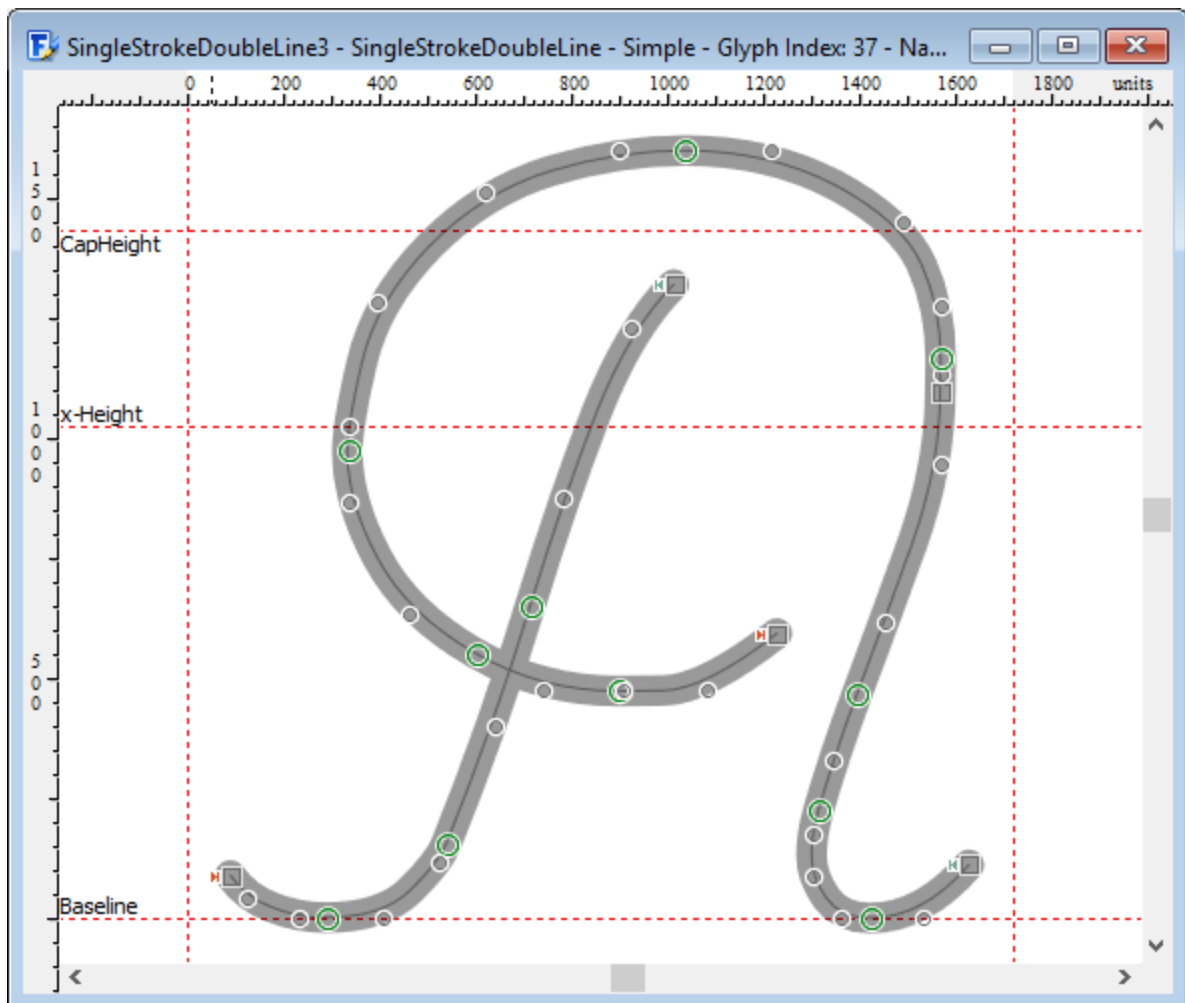 SingleStrokeDoubleLine3 - SingleStrokeDoubleLine - Simple - Glyph Index: 37 - Na...
0 200 400 600 800 1000 1200 1400 1600 1800 units
1500
CapHeight
x-Height
1000
500
Baseline